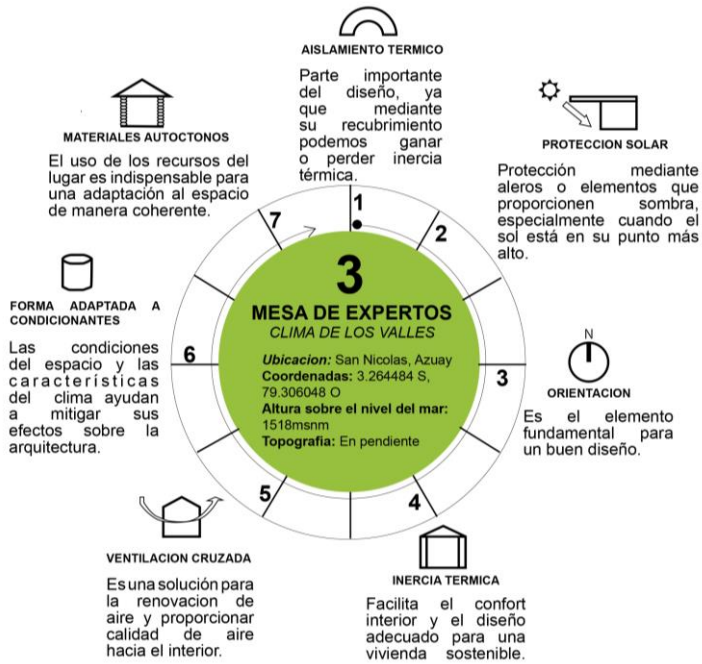 AISLAMIENTO TERMICO
Parte importante
del diseño, ya
que mediante
su recubrimiento
podemos ganar
o perder inercia
térmica.
PROTECCION SOLAR
Protección mediante
aleros o elementos que
proporcionen sombra,
especialmente cuando el
sol está en su punto más
alto.
N
ORIENTACION
Es el elemento
fundamental para
un buen diseño.
INERCIA TERMICA
Facilita el confort
interior y el diseño
adecuado para una
vivienda sostenible.
VENTILACION CRUZADA
Es una solución para
la renovacion de
aire y proporcionar
calidad de aire
hacia el interior.
FORMA ADAPTADA A
CONDICIONANTES
Las condiciones
del espacio y las
características
del clima ayudan
a mitigar sus
efectos sobre la
arquitectura.
MATERIALES AUTOCTONOS
El uso de los recursos del
lugar es indispensable para
una adaptación al espacio
de manera coherente.
1
2
3
4
5
6
7
3
MESA DE EXPERTOS
CLIMA DE LOS VALLES
Ubicacion: San Nicolas, Azuay
Coordenadas: 3.264484 S,
79.306048 O
Altura sobre el nivel del mar:
1518msnm
Topografia: En pendiente